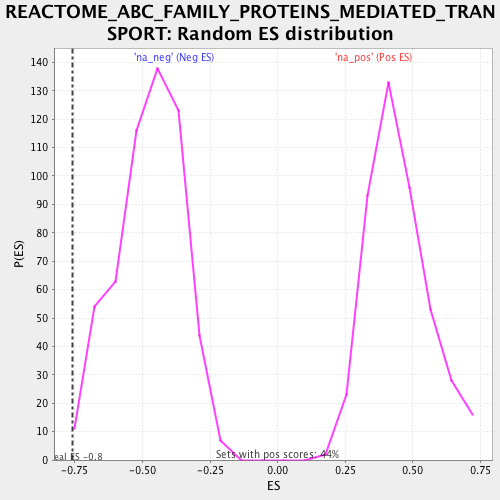 REACTOME_ABC_FAMILY_PROTEINS_MEDIATED_TRAN
SPORT: Random ES distribution
'na_neg' (Neg ES)
'na_pos' (Pos ES)
140
130
120
110
100
90
80
70
60
50
40
30
20
10
0
P(ES)
eal ES -0.8
Sets with pos scores: 44%
-0.75
-0.50
-0.25
0.00
0.25
0.50
0.75
ES